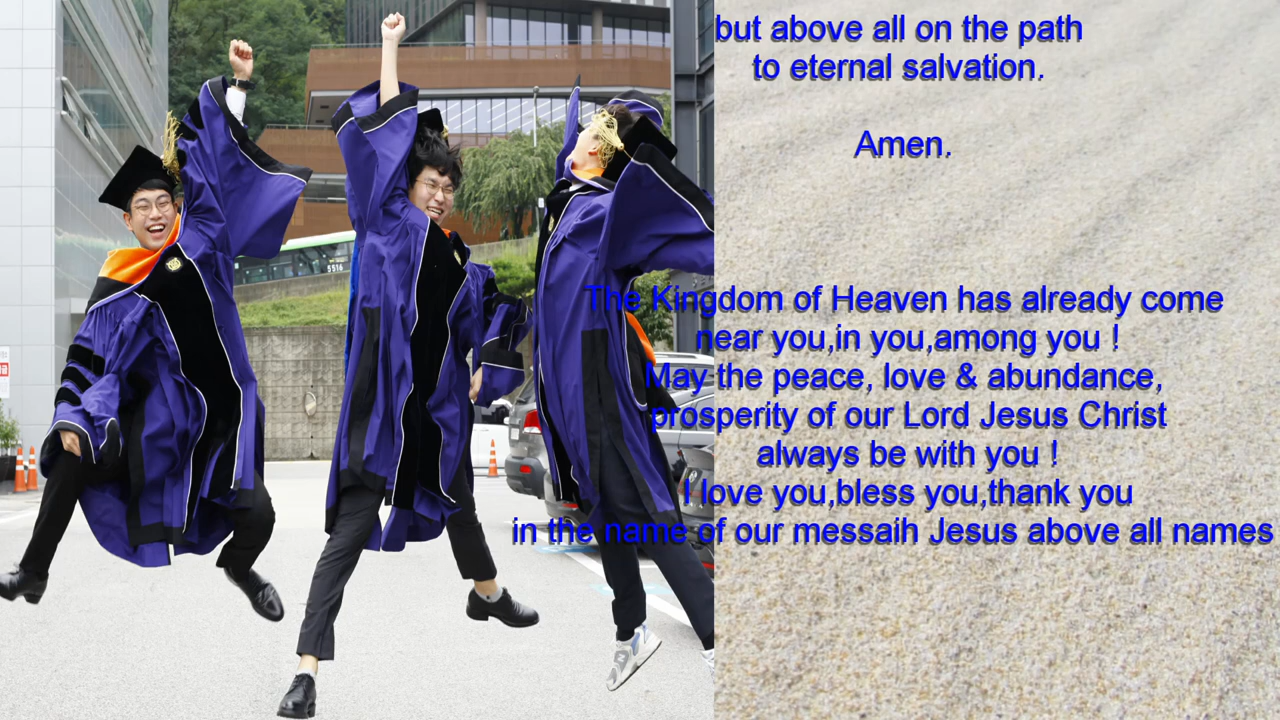 but above all on the path
to eternal salvation.
Amen.
5516
The Kingdom of Heaven has already come
near you,in you,among you !
May the peace, love & abundance,
prosperity of our Lord Jesus Christ
always be with you !
I love you,bless you,thank you
in the name of our messaih Jesus above all names